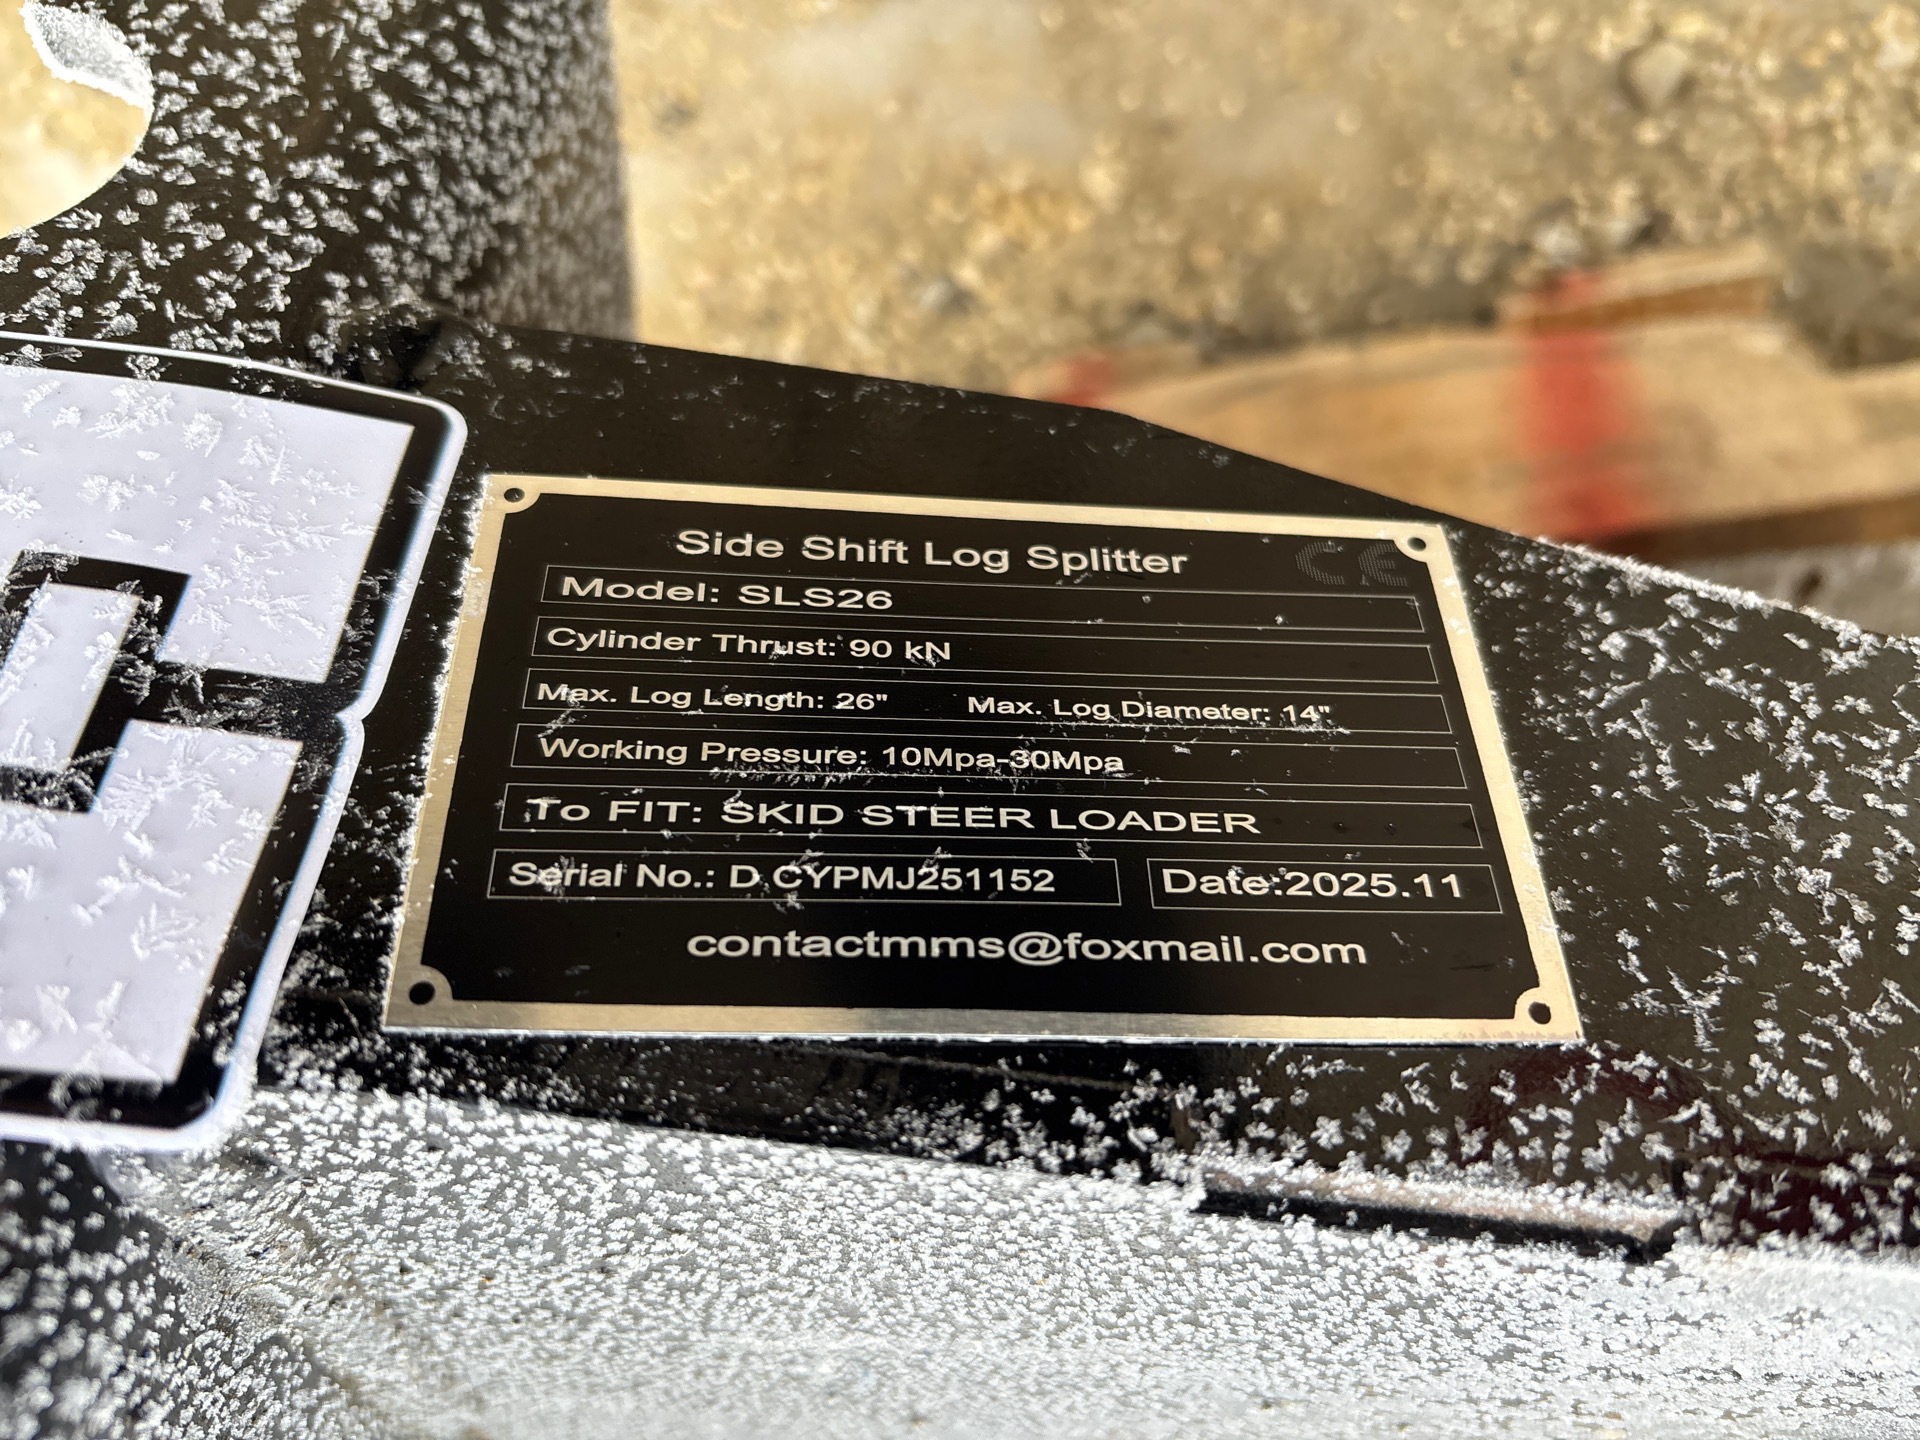 Side Shift Log Splitter CE
Model: SLS26
Cylinder Thrust: 90 kN
Max. Log Length: 26" Max. Log Diameter: 14"
Working Pressure: 10Mpa-30Mpa
To FIT: SKID STEER LOADER
Serial No.: D CYPMJ251152 Date:2025.11
contactmms@foxmail.com